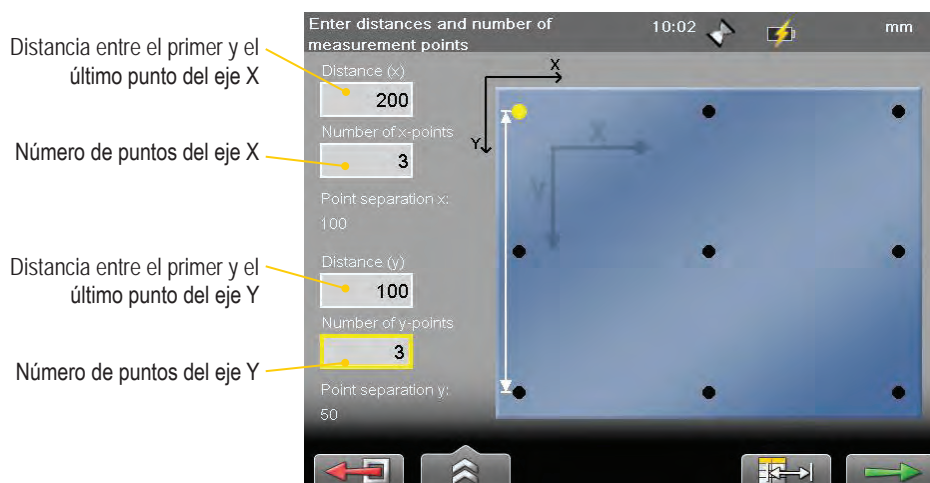 Enter distances and number of
measurement points
10:02
mm
Distancia entre el primer y el
último punto del eje X
Número de puntos del eje X
Distancia entre el primer y el
último punto del eje Y
Número de puntos del eje Y
Distance (x)
200
Number of x-points
3
Point separation x:
100
Distance (y)
100
Number of y-points
3
Point separation y:
50
X
Y
X
Y